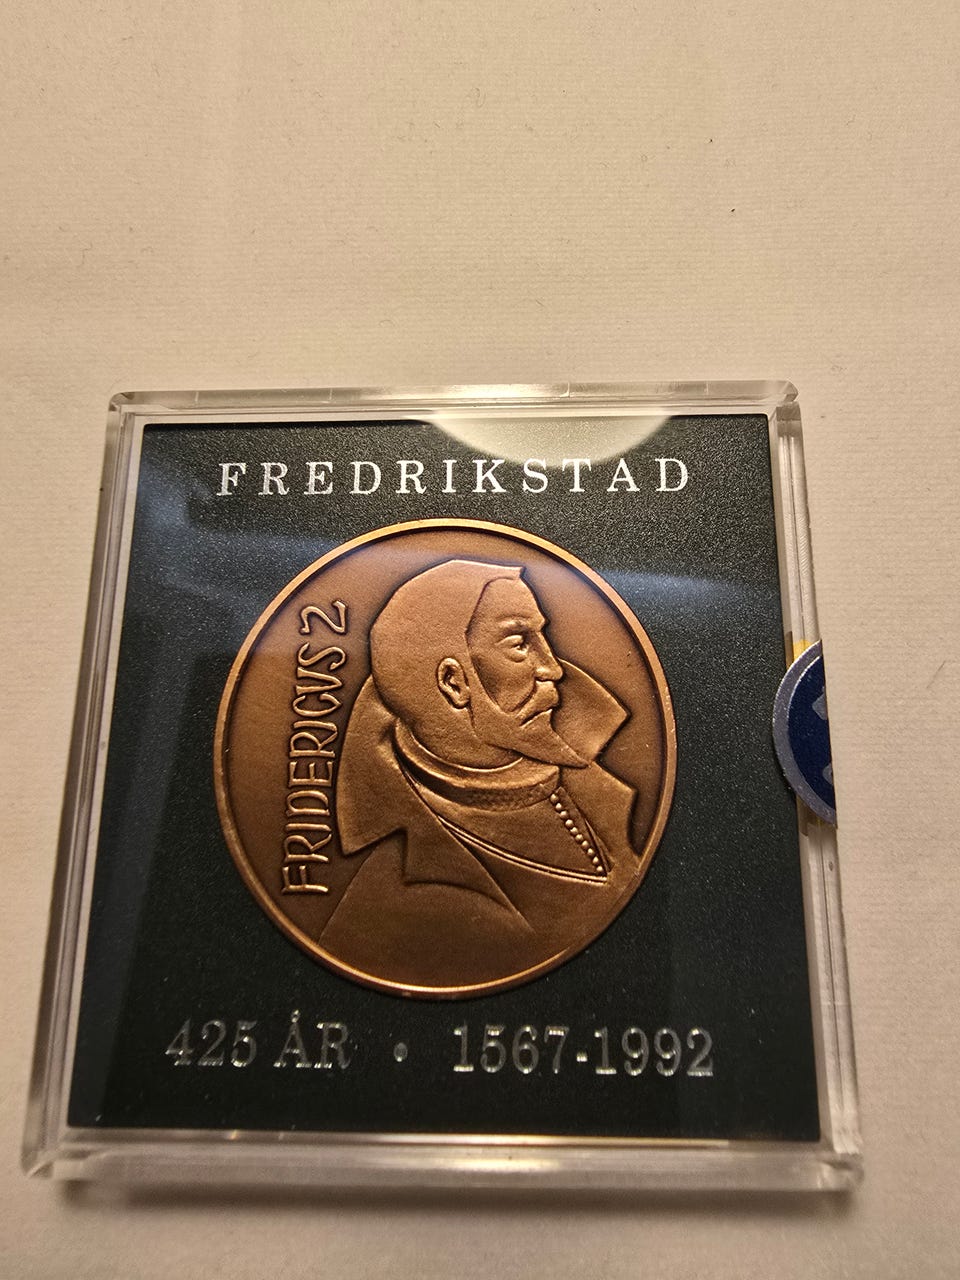 FREDRIKSTAD
FRIDERICUS 2
425 ÅR • 1567-1992